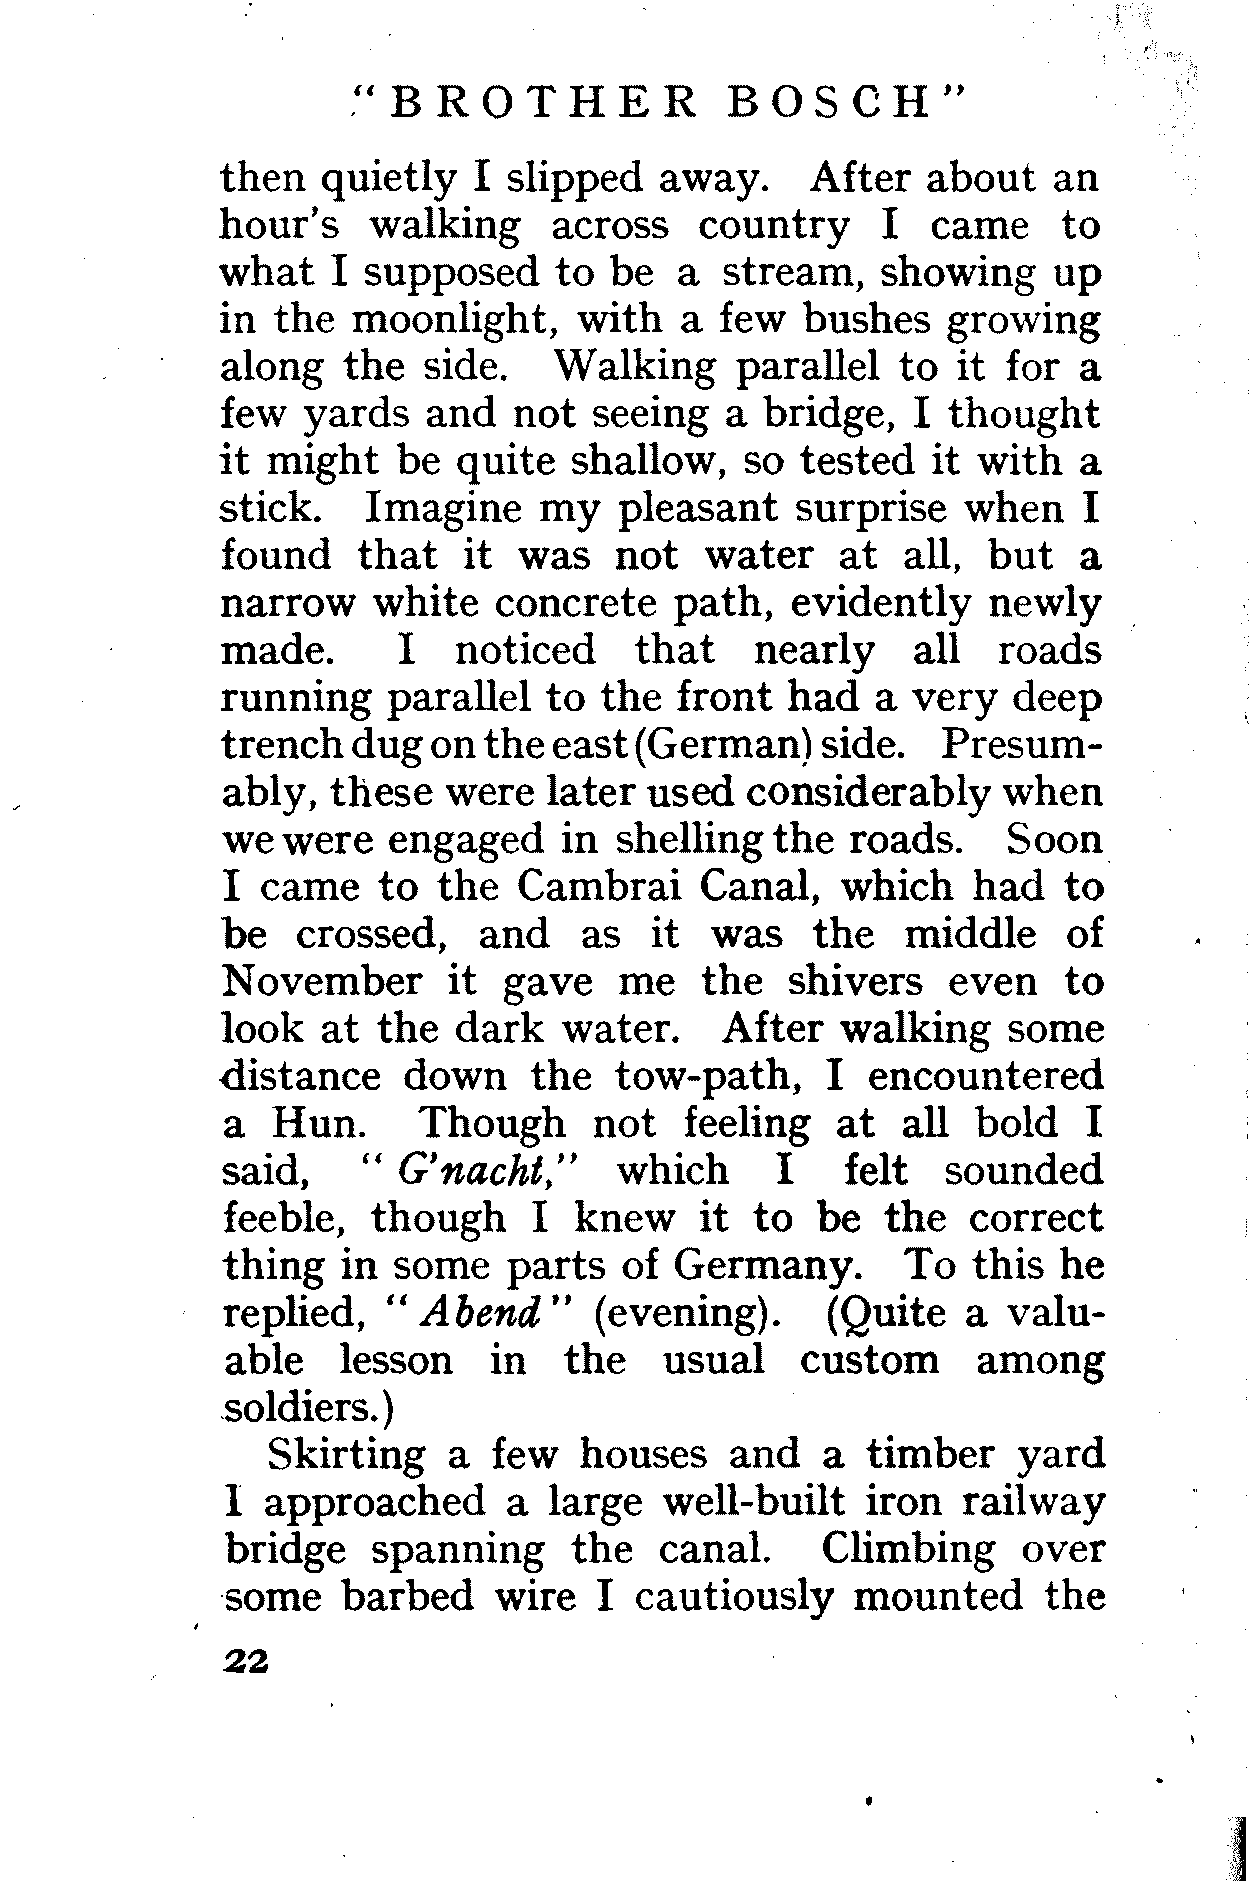 "BROTHER BOSCH"
then quietly I slipped away. After about an
hour's walking across country I came to
what I supposed to be a stream, showing up
in the moonlight, with a few bushes growing
along the side. Walking parallel to it for a
few yards and not seeing a bridge, I thought
it might be quite shallow, so tested it with a
stick. Imagine my pleasant surprise when I
found that it was not water at all, but a
narrow white concrete path, evidently newly
made. I noticed that nearly all roads
running parallel to the front had a very deep
trench dug on the east (German) side. Presum-
ably, these were later used considerably when
we were engaged in shelling the roads. Soon
I came to the Cambrai Canal, which had to
be crossed, and as it was the middle of
November it gave me the shivers even to
look at the dark water. After walking some
distance down the tow-path, I encountered
a Hun. Though not feeling at all bold I
said, "G'nacht," which I felt sounded
feeble, though I knew it to be the correct
thing in some parts of Germany. To this he
replied, "Abend" (evening). (Quite a valu-
able lesson in the usual custom among
soldiers.)
Skirting a few houses and a timber yard
I approached a large well-built iron railway
bridge spanning the canal. Climbing over
some barbed wire I cautiously mounted the
22